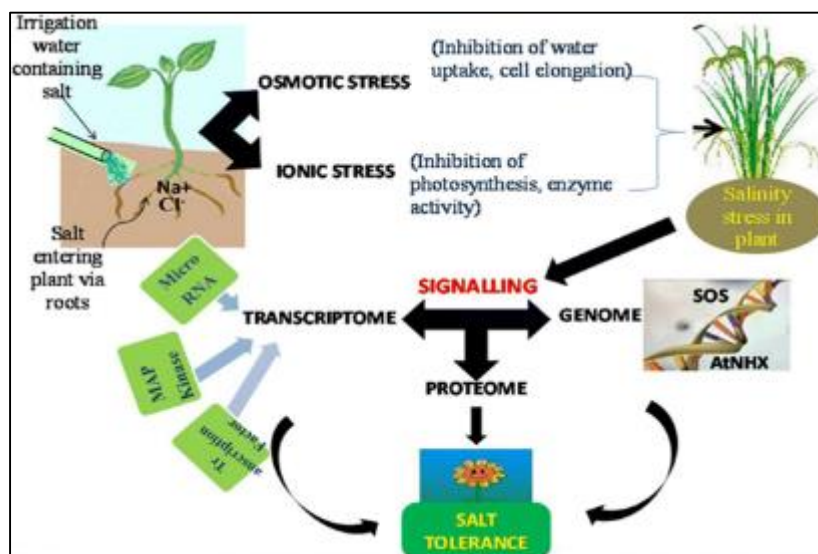 Irrigation
water
containing
salt
OSMOTIC STRESS
(Inhibition of water
uptake, cell elongation)
IONIC STRESS
(Inhibition of
photosynthesis, enzyme
activity)
Na+
Cl-
Salt
entering
plant via
roots
Salinity
stress in
plant
SIGNALLING
Micro
RNA
TRANSCRIPTOME
GENOME
SOS
AtNHX
MAP
Kinase
PROTEOME
Tr
anscription
Factor
SALT
TOLERANCE